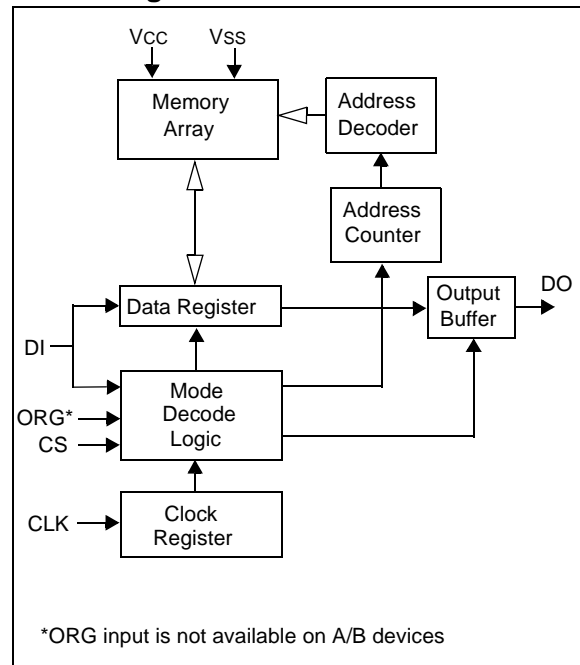 VCC
VSS
Memory
Array
Address
Decoder
Address
Counter
Data Register
Output
Buffer
DO
DI
Mode
Decode
Logic
ORG*
CS
CLK
Clock
Register
*ORG input is not available on A/B devices